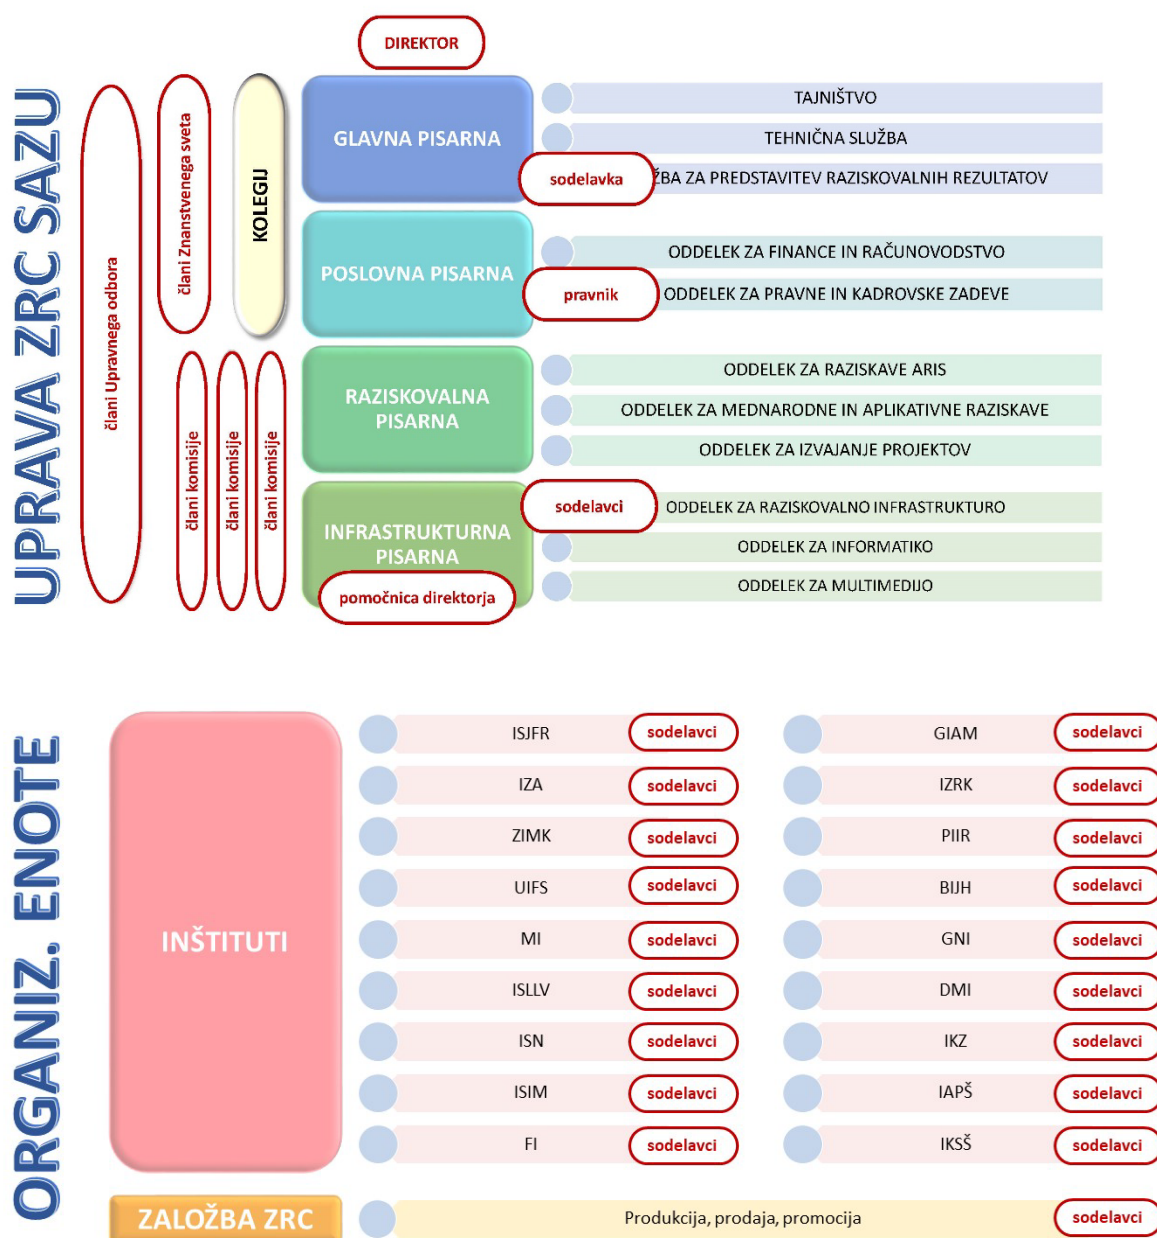 UPRAVA ZRC SAZU
DIREKTOR
člani Upravnega odbora
člani Znanstvenega sveta
KOLEGIJ
člani komisije
člani komisije
člani komisije
GLAVNA PISARNA
TAJNIŠTVO
TEHNIČNA SLUŽBA
sodelavka
ŽBA ZA PREDSTAVITEV RAZISKOVALNIH REZULTATOV
POSLOVNA PISARNA
ODDELEK ZA FINANCE IN RAČUNOVODSTVO
pravnik
ODDELEK ZA PRAVNE IN KADROVSKE ZADEVE
RAZISKOVALNA
PISARNA
ODDELEK ZA RAZISKAVE ARIS
ODDELEK ZA MEDNARODNE IN APLIKATIVNE RAZISKAVE
ODDELEK ZA IZVAJANJE PROJEKTOV
INFRASTRUKTURNA
PISARNA
pomočnica direktorja
sodelavci
ODDELEK ZA RAZISKOVALNO INFRASTRUKTURO
ODDELEK ZA INFORMATIKO
ODDELEK ZA MULTIMEDIJO
ORGANIZ. ENOTE
INŠTITUTI
ISJFR sodelavci
GIAM sodelavci
IZA sodelavci
IZRK sodelavci
ZIMK sodelavci
PIIR sodelavci
UIFS sodelavci
BIJH sodelavci
MI sodelavci
GNI sodelavci
ISLLV sodelavci
DMI sodelavci
ISN sodelavci
IKZ sodelavci
ISIM sodelavci
IAPŠ sodelavci
FI sodelavci
IKSŠ sodelavci
ZALOŽBA ZRC
Produkcija, prodaja, promocija sodelavci